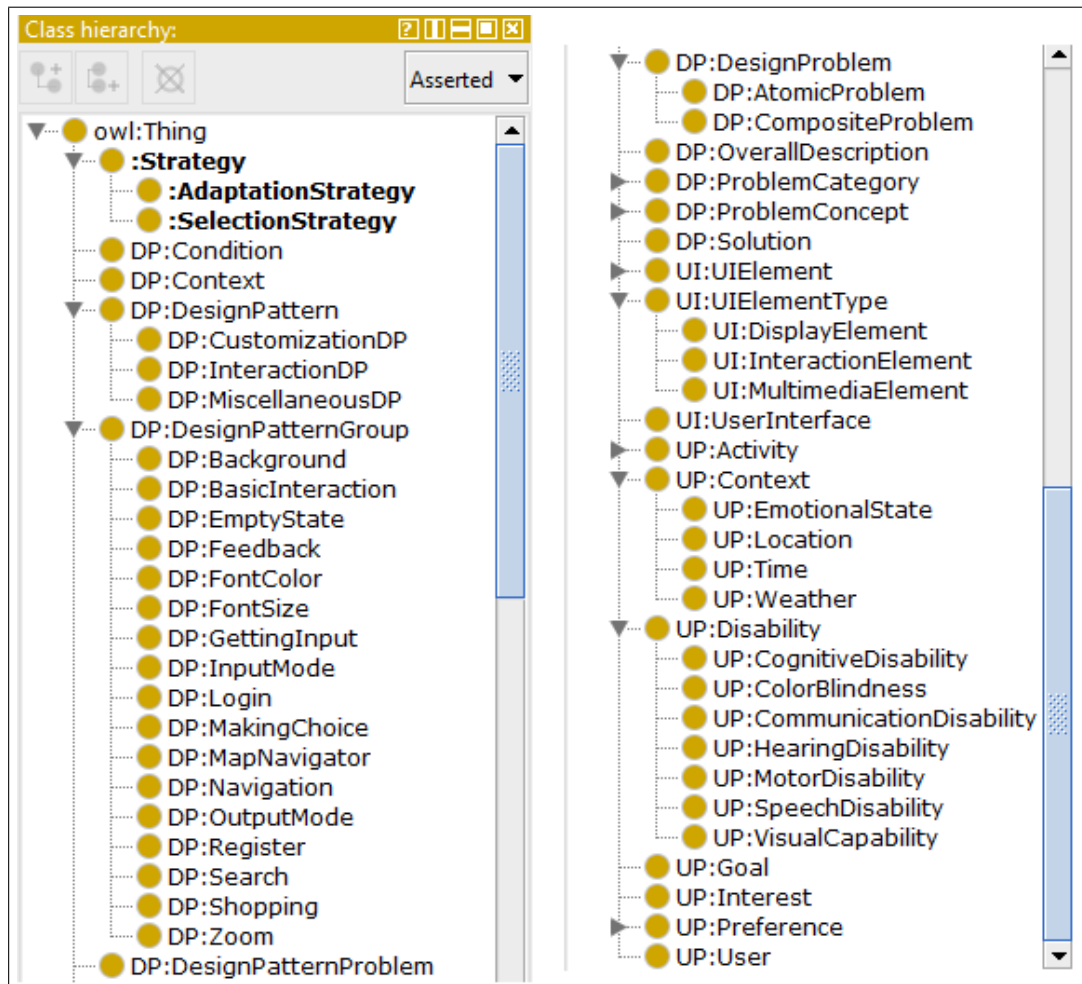 Class hierarchy:
Asserted
owl:Thing
:Strategy
:AdaptationStrategy
:SelectionStrategy
DP:Condition
DP:Context
DP:DesignPattern
DP:CustomizationDP
DP:InteractionDP
DP:MiscellaneousDP
DP:DesignPatternGroup
DP:Background
DP:BasicInteraction
DP:EmptyState
DP:Feedback
DP:FontColor
DP:FontSize
DP:GettingInput
DP:InputMode
DP:Login
DP:MakingChoice
DP:MapNavigator
DP:Navigation
DP:OutputMode
DP:Register
DP:Search
DP:Shopping
DP:Zoom
DP:DesignPatternProblem
DP:DesignProblem
DP:AtomicProblem
DP:CompositeProblem
DP:OverallDescription
DP:ProblemCategory
DP:ProblemConcept
DP:Solution
UI:UIElement
UI:UIElementType
UI:DisplayElement
UI:InteractionElement
UI:MultimediaElement
UI:UserInterface
UP:Activity
UP:Context
UP:EmotionalState
UP:Location
UP:Time
UP:Weather
UP:Disability
UP:CognitiveDisability
UP:ColorBlindness
UP:CommunicationDisability
UP:HearingDisability
UP:MotorDisability
UP:SpeechDisability
UP:VisualCapability
UP:Goal
UP:Interest
UP:Preference
UP:User